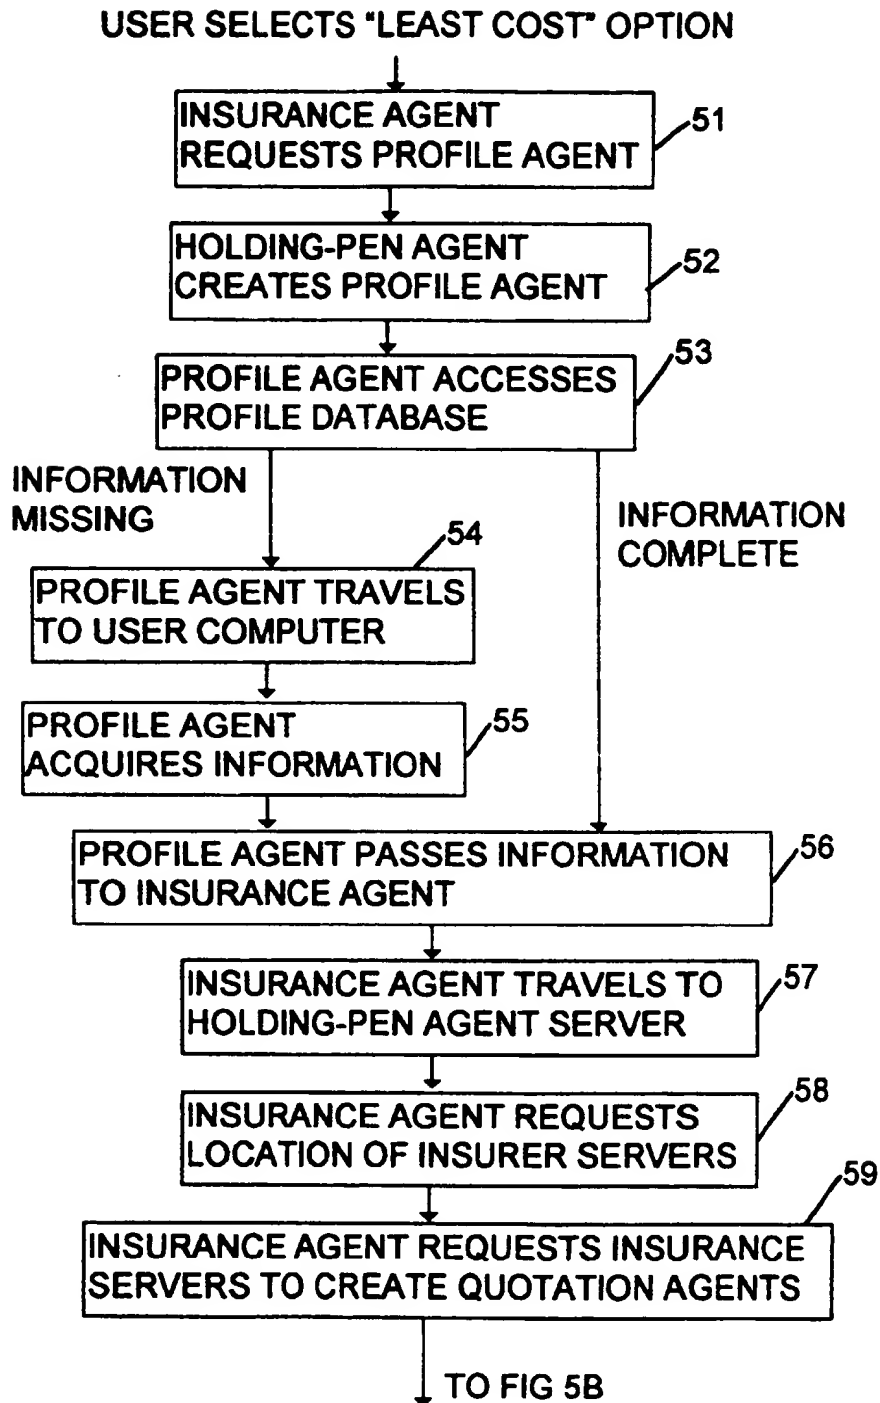 USER SELECTS "LEAST COST" OPTION
INSURANCE AGENT
REQUESTS PROFILE AGENT
51
HOLDING-PEN AGENT
CREATES PROFILE AGENT
52
53
PROFILE AGENT ACCESSES
PROFILE DATABASE
INFORMATION
MISSING
INFORMATION
COMPLETE
54
PROFILE AGENT TRAVELS
TO USER COMPUTER
PROFILE AGENT
ACQUIRES INFORMATION
55
PROFILE AGENT PASSES INFORMATION
TO INSURANCE AGENT
56
INSURANCE AGENT TRAVELS TO
HOLDING-PEN AGENT SERVER
57
58
INSURANCE AGENT REQUESTS
LOCATION OF INSURER SERVERS
59
INSURANCE AGENT REQUESTS INSURANCE
SERVERS TO CREATE QUOTATION AGENTS
TO FIG 5B